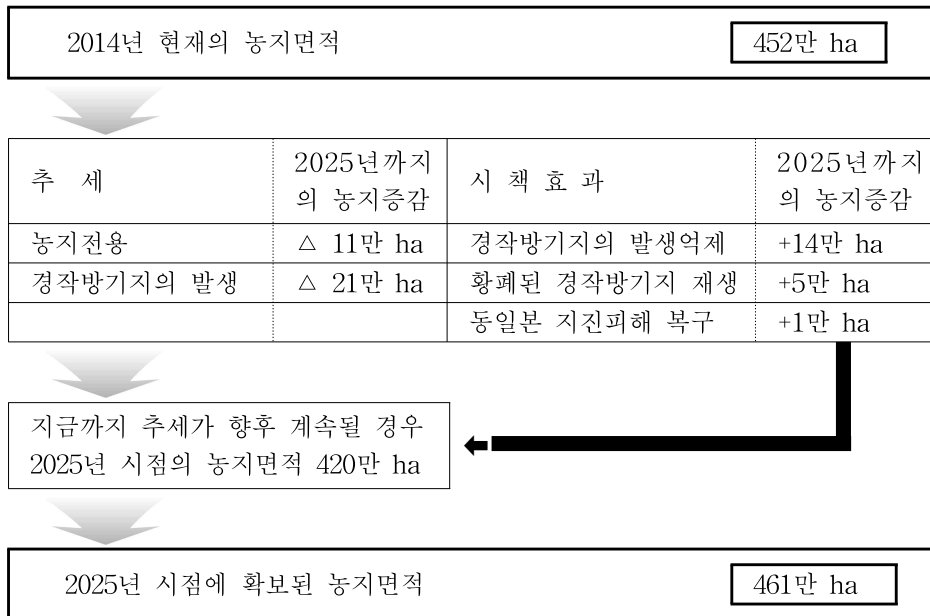 2014년 현재의 농지면적 452만 ha
추 세 2025년까지의 농지증감 시 책 효 과 2025년까지의 농지증감
농지전용 △ 11만 ha 경작방기지의 발생억제 +14만 ha
경작방기지의 발생 △ 21만 ha 황폐된 경작방기지 재생 +5만 ha
동일본 지진피해 복구 +1만 ha
지금까지 추세가 향후 계속될 경우
2025년 시점의 농지면적 420만 ha
2025년 시점에 확보된 농지면적 461만 ha